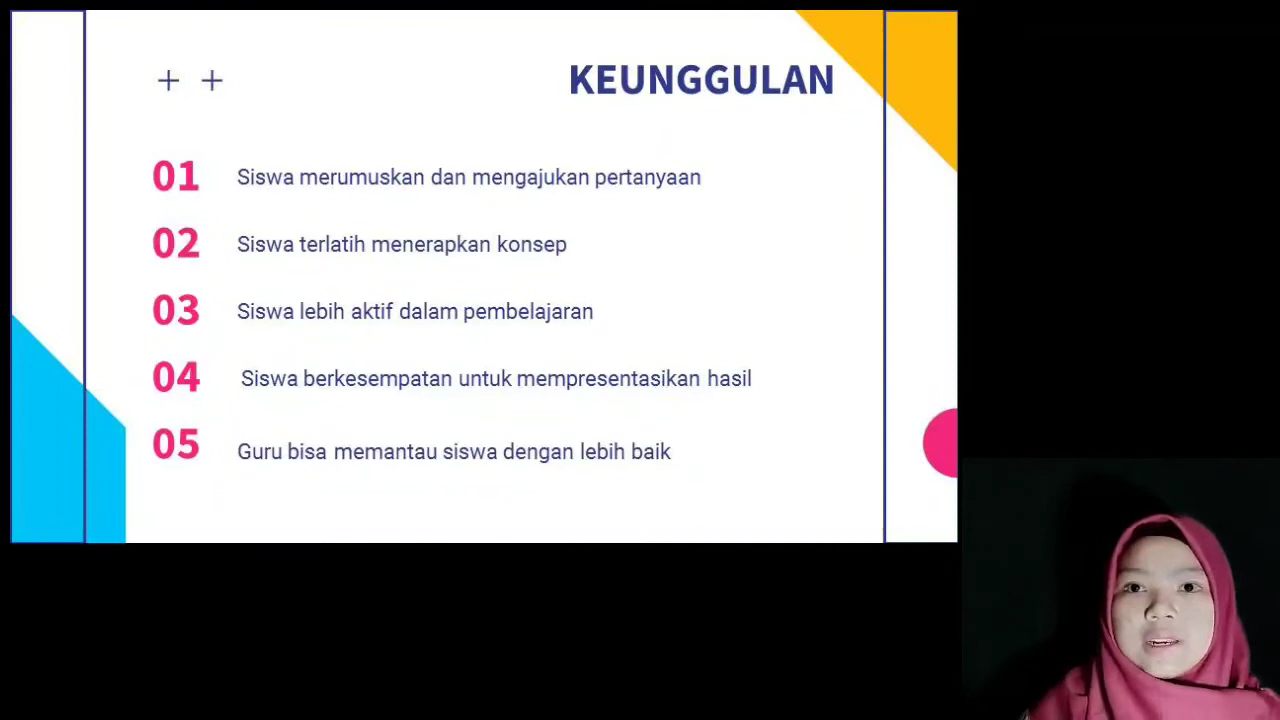 KEUNGGULAN
01 Siswa merumuskan dan mengajukan pertanyaan
02 Siswa terlatih menerapkan konsep
03 Siswa lebih aktif dalam pembelajaran
04 Siswa berkesempatan untuk mempresentasikan hasil
05 Guru bisa memantau siswa dengan lebih baik